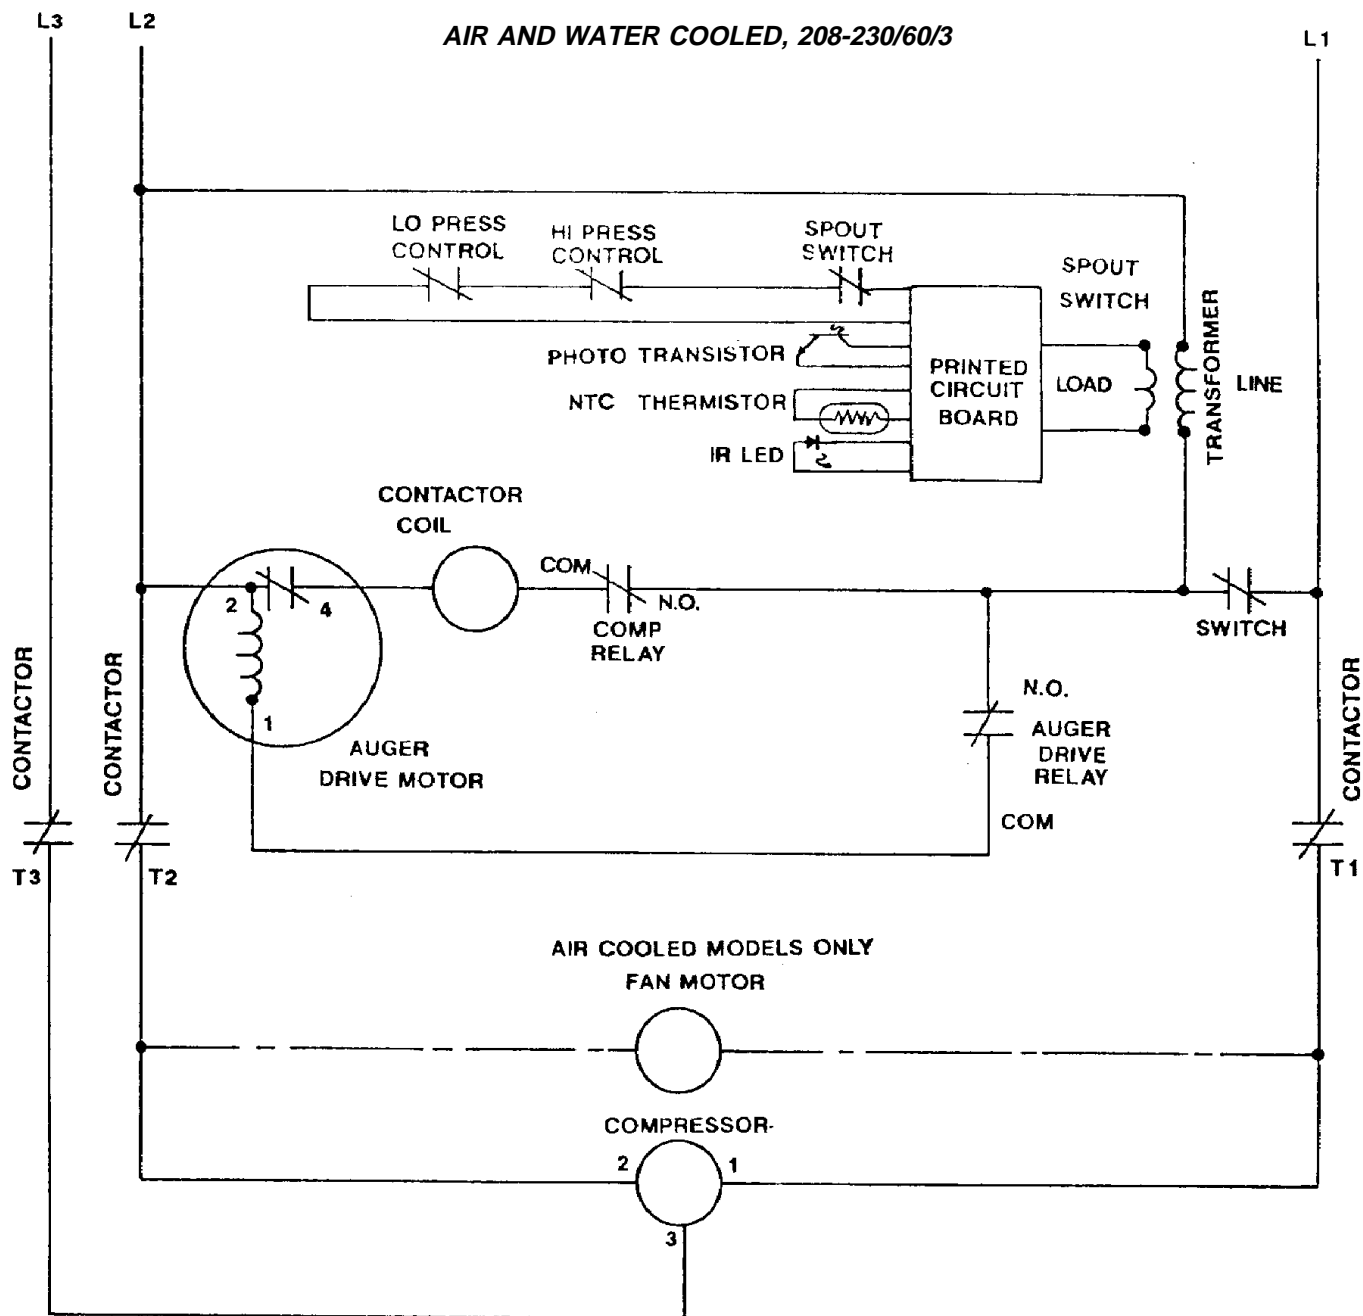 L3
L2
AIR AND WATER COOLED, 208-230/60/3
L1
LO PRESS
CONTROL
HI PRESS
CONTROL
SPOUT
SWITCH
SPOUT
SWITCH
PHOTO TRANSISTOR
NTC THERMISTOR
IR LED
PRINTED
CIRCUIT
BOARD
LOAD
TRANSFORMER
LINE
CONTACTOR
COIL
COM
N.O.
COMP
RELAY
SWITCH
2
4
1
AUGER
DRIVE MOTOR
N.O.
AUGER
DRIVE
RELAY
COM
CONTACTOR
CONTACTOR
CONTACTOR
T3
T2
T1
AIR COOLED MODELS ONLY
FAN MOTOR
COMPRESSOR
2
1
3